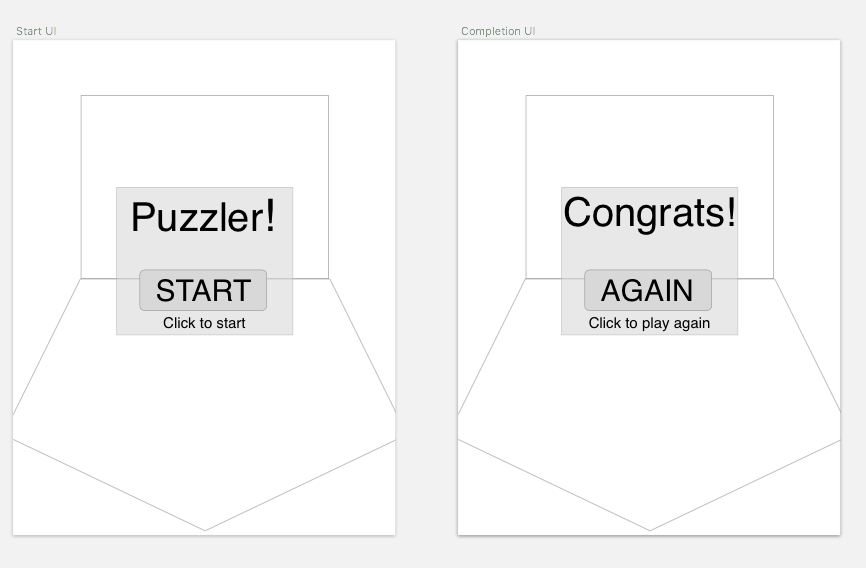 Start UI
Puzzler!
START
Click to start
Completion UI
Congrats!
AGAIN
Click to play again